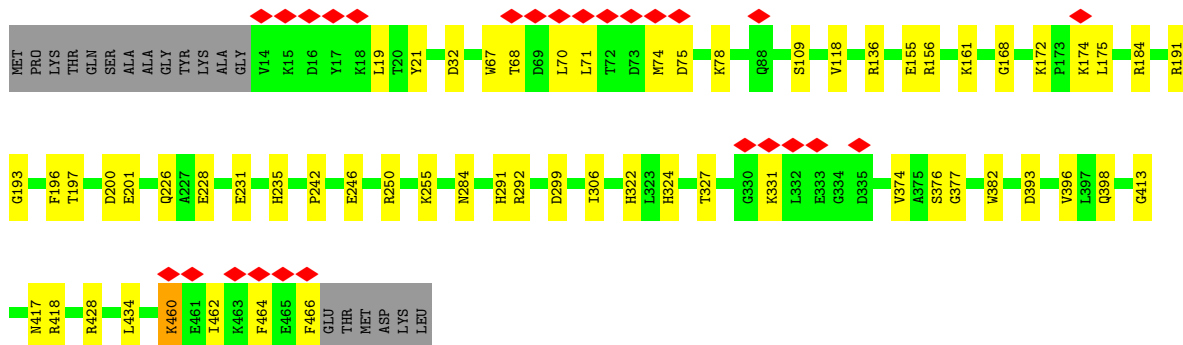 MET PRO LYS THR GLN SER ALA ALA GLY TYR LYS ALA GLY V14 K15 D16 Y17 K18 L19 T20 Y21 D32 W67 T68 D69 L70 L71 T72 D73 M74 D75 K78 Q88 S109 V118 R136 E155 R156 K161 G168 K172 P173 K174 L175 R184 R191
G193 F196 T197 D200 E201 Q226 A227 E228 E231 H235 P242 E246 R250 K255 N284 H291 R292 D299 I306 H322 L323 H324 T327 G330 K331 L332 E333 G334 D335 V374 A375 S376 G377 W382 D393 V396 L397 Q398 G413
N417 R418 R428 L434 K460 E461 I462 K463 F464 E465 F466 GLU THR MET ASP LYS LEU